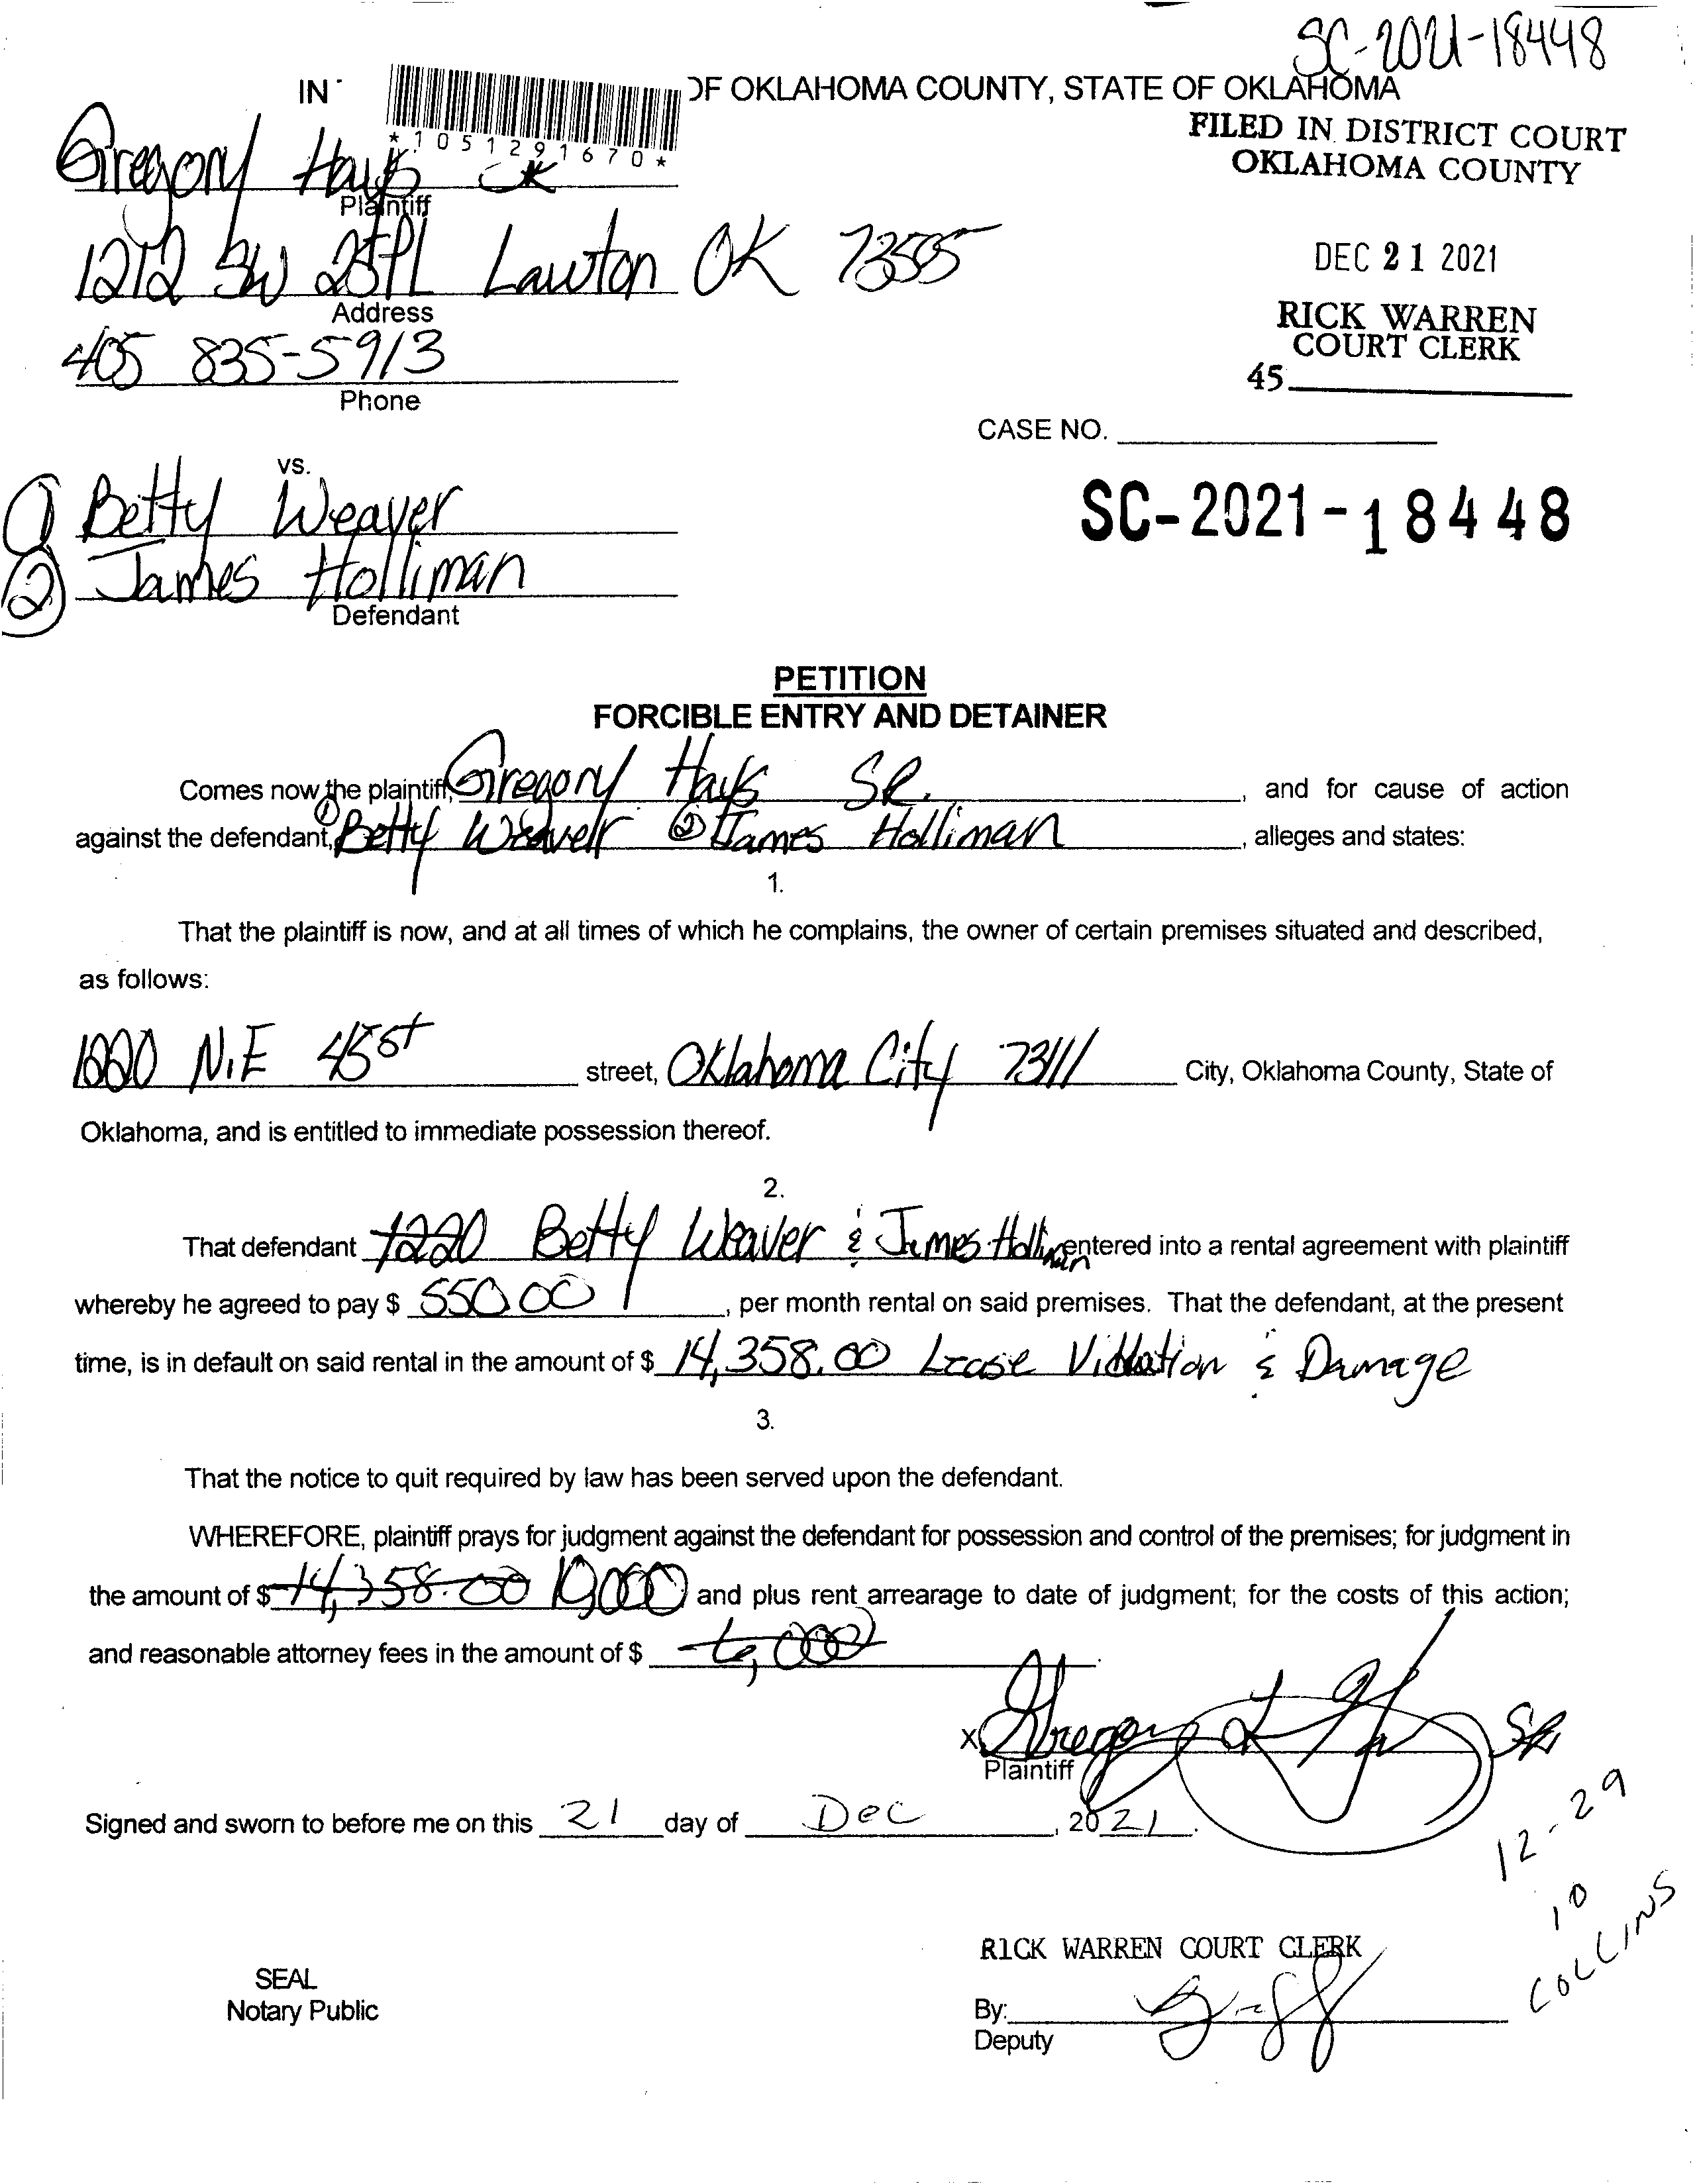 SC-2021-18448
IN OF OKLAHOMA COUNTY, STATE OF OKLAHOMA
*1051291670*
FILED IN DISTRICT COURT
OKLAHOMA COUNTY
Gregory Hays
Plaintiff
DEC 21 2021
1212 SW 25 Pl Lawton OK 73505
Address
RICK WARREN
COURT CLERK
405 835-5913
45
Phone
CASE NO.
vs.
① Betty Weaver
SC-2021-18448
② James Holliman
Defendant
PETITION
FORCIBLE ENTRY AND DETAINER
Comes now the plaintiff, Gregory Hays SR. , and for cause of action
against the defendant, ① Betty Weaver ② James Holliman , alleges and states:
1.
That the plaintiff is now, and at all times of which he complains, the owner of certain premises situated and described,
as follows:
1220 N.E 45 st street, Oklahoma City 73111 City, Oklahoma County, State of
Oklahoma, and is entitled to immediate possession thereof.
2.
That defendant 1220 Betty Weaver & James Holliman entered into a rental agreement with plaintiff
whereby he agreed to pay $ 550.00 , per month rental on said premises. That the defendant, at the present
time, is in default on said rental in the amount of $ 14,358.00 Lease Violation & Damage
3.
That the notice to quit required by law has been served upon the defendant.
WHEREFORE, plaintiff prays for judgment against the defendant for possession and control of the premises; for judgment in
the amount of $ 14,358.00 10,000 and plus rent arrearage to date of judgment; for the costs of this action;
and reasonable attorney fees in the amount of $ .
X SR
Plaintiff
Signed and sworn to before me on this 21 day of Dec , 2021.
12-29
10
COLLINS
RICK WARREN COURT CLERK
SEAL
Notary Public
By:
Deputy